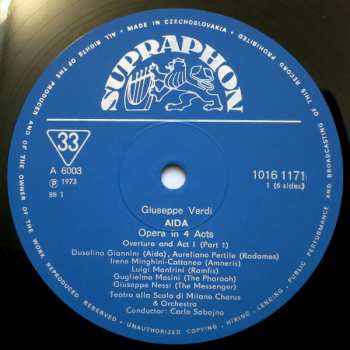 MADE IN CZECHOSLOVAKIA
ALL RIGHTS OF THE PRODUCER AND OF THE OWNER OF THE WORK REPRODUCED RESERVED · UNAUTHORIZED COPYING · HIRING · LENDING · PUBLIC PERFORMANCE AND BROADCASTING OF THIS RECORD PROHIBITED
SUPRAPHON
33
A 6003
℗ 1973
BB 1
1016 1171
1 (6 sides)
Giuseppe Verdi
AIDA
Opera in 4 Acts
Overture and Act I (Part 1)
Dusolina Giannini (Aida), Aureliano Pertile (Radames)
Irene Minghini-Cattaneo (Amneris)
Luigi Manfrini (Ramfis)
Guglielmo Masini (The Pharaoh)
Giuseppe Nessi (The Messenger)
Teatro alla Scala di Milano Chorus
& Orchestra
Conductor: Carlo Sabajno